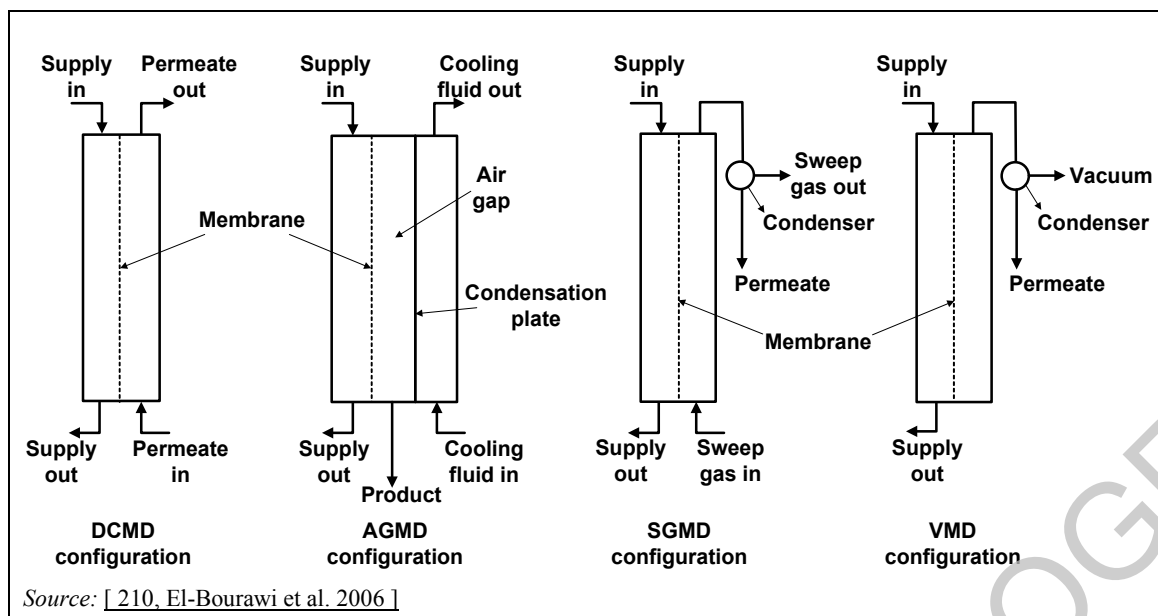 Supply
in
Permeate
out
Supply
in
Cooling
fluid out
Supply
in
Supply
in
Air
gap
Sweep
gas out
Vacuum
Membrane
Condenser
Condenser
Permeate
Permeate
Condensation
plate
Membrane
Supply
out
Permeate
in
Supply
out
Cooling
fluid in
Product
Supply
out
Sweep
gas in
Supply
out
DCMD
configuration
AGMD
configuration
SGMD
configuration
VMD
configuration
Source: [ 210, El-Bourawi et al. 2006 ]